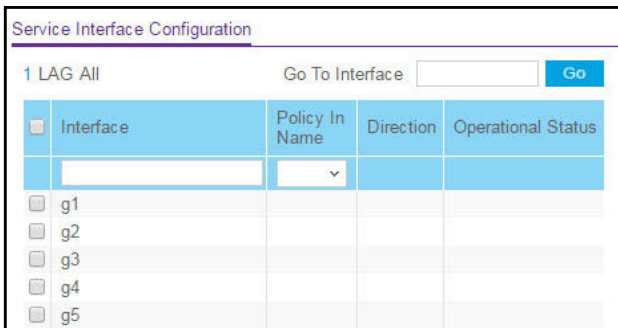 Service Interface Configuration
1 LAG All Go To Interface Go
Interface Policy In Name Direction Operational Status
g1
g2
g3
g4
g5